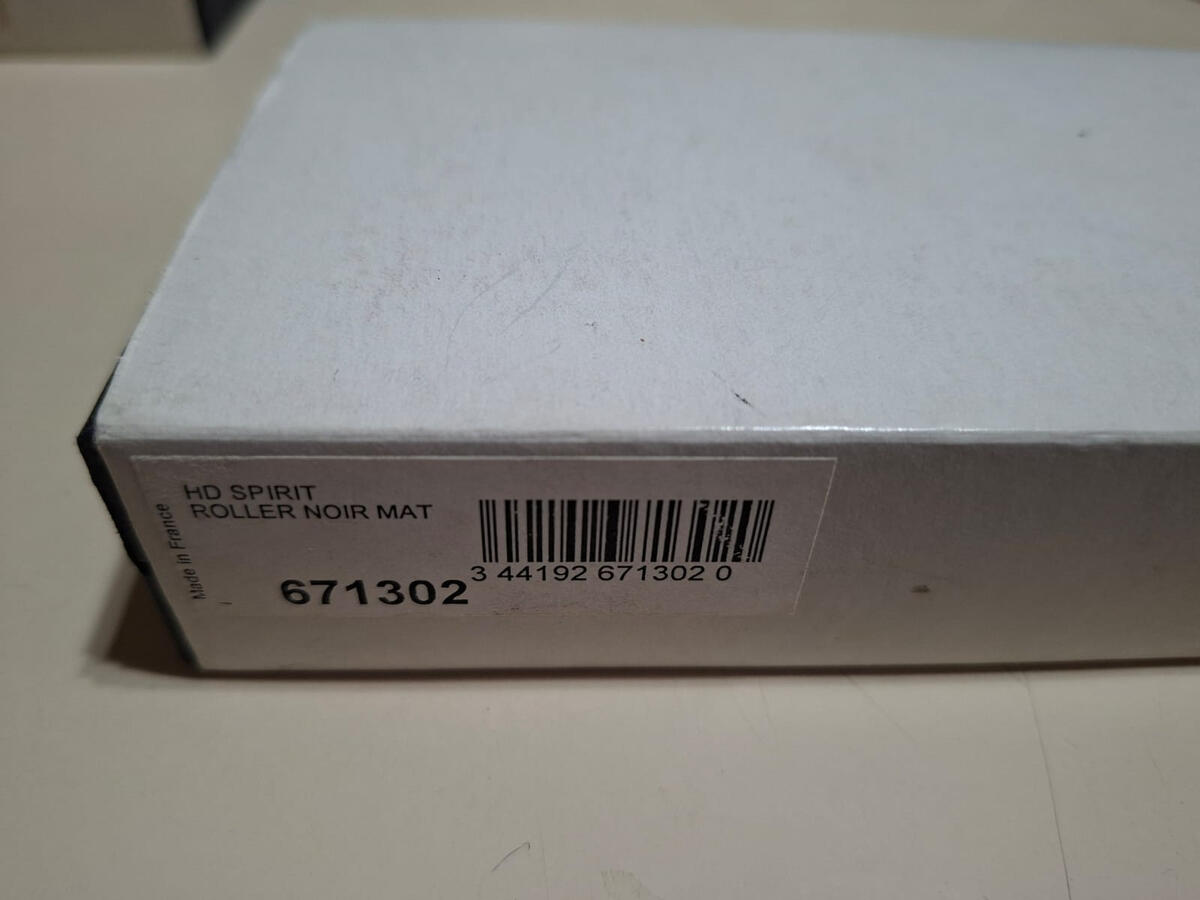 HD SPIRIT
ROLLER NOIR MAT
Made in France
671302
3 44192 671302 0